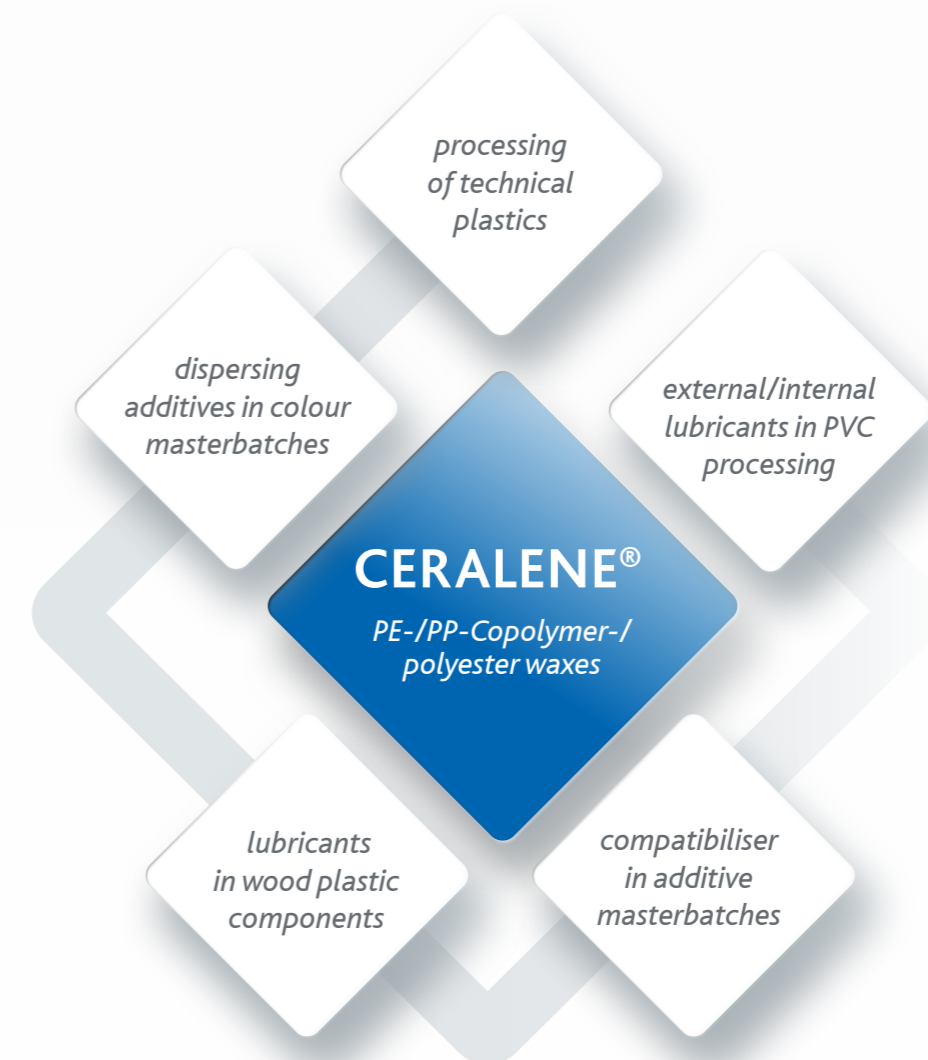 processing
of technical
plastics
dispersing
additives in colour
masterbatches
external/internal
lubricants in PVC
processing
CERALENE®
PE-/PP-Copolymer-/
polyester waxes
lubricants
in wood plastic
components
compatibiliser
in additive
masterbatches